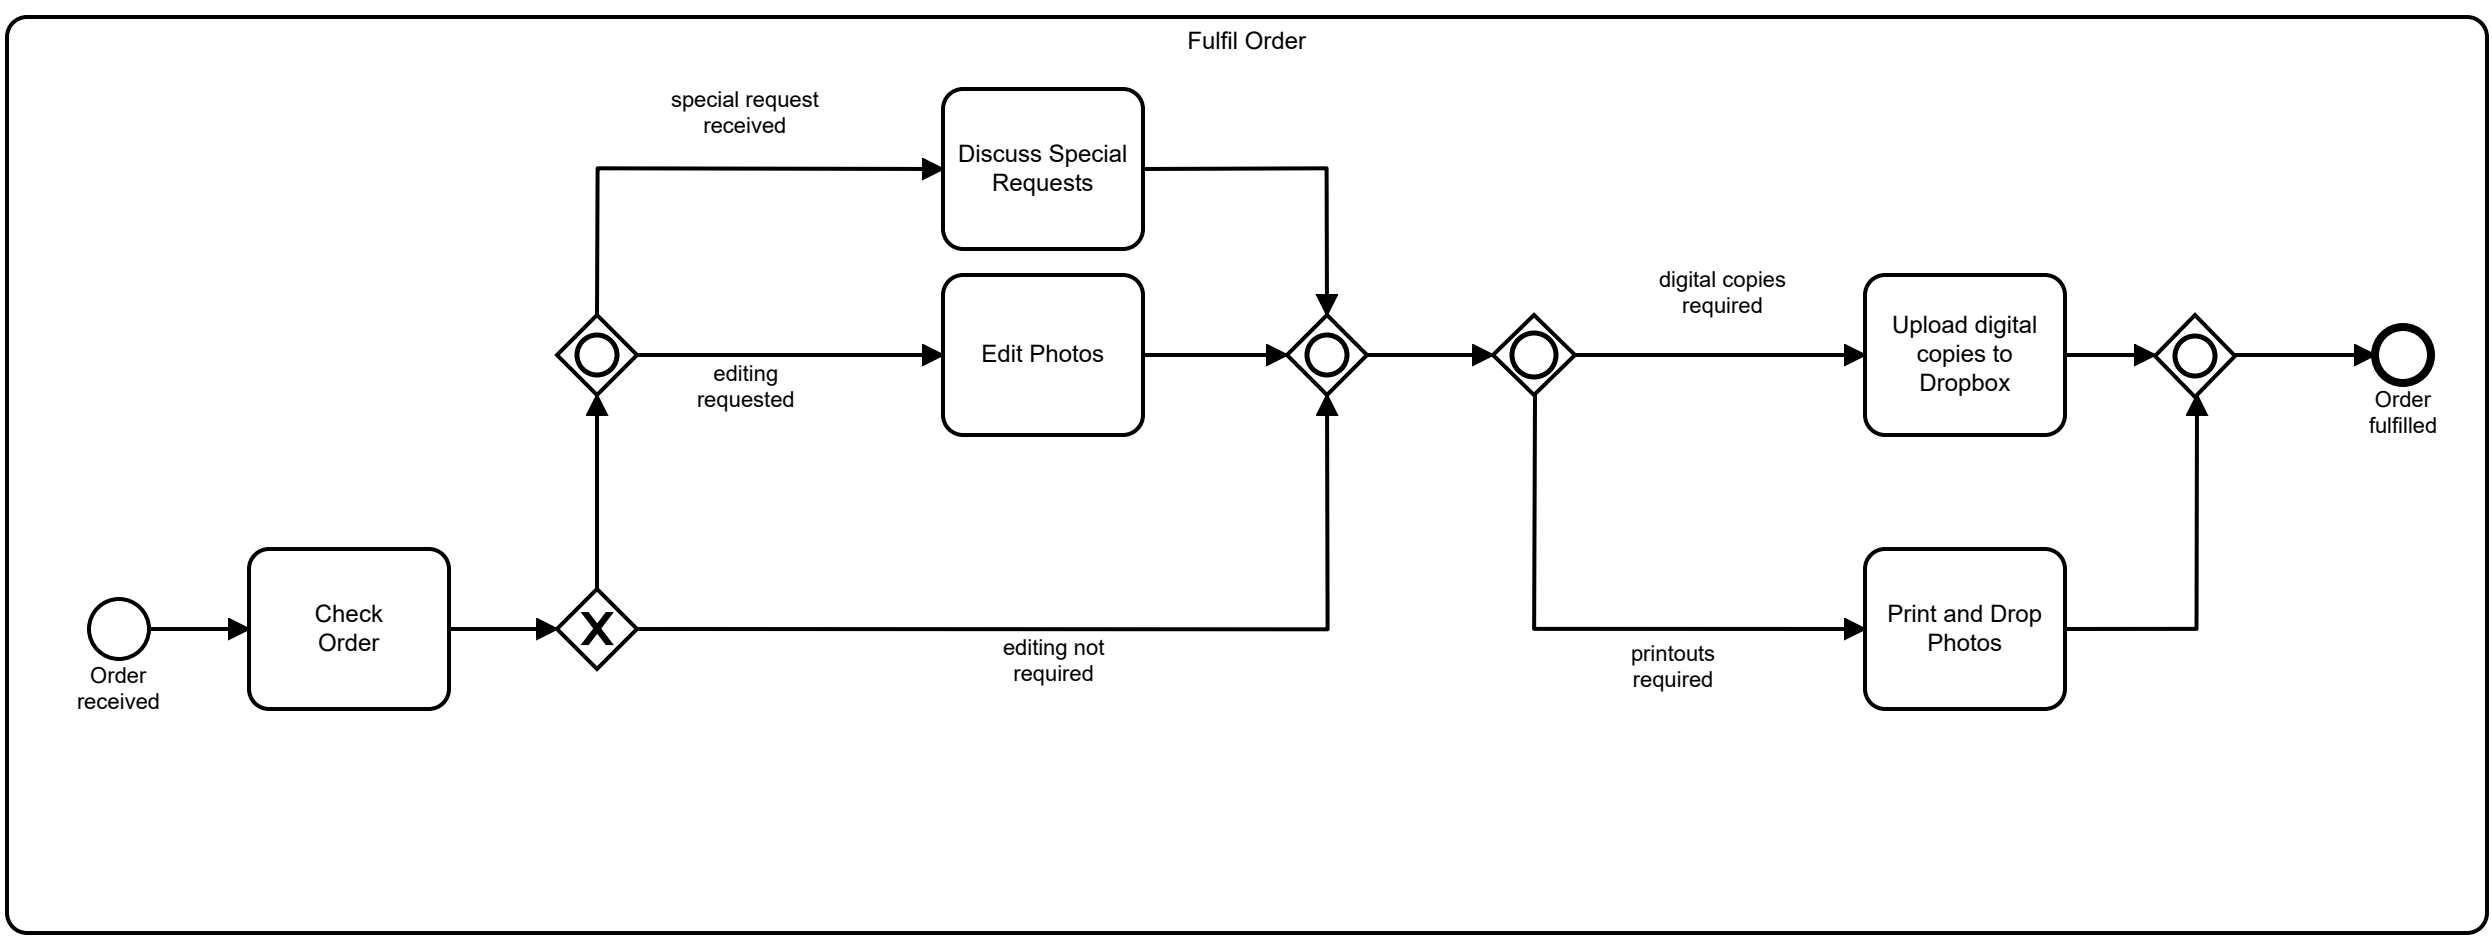 Fulfil Order
special request
received
Discuss Special
Requests
Edit Photos
editing
requested
digital copies
required
Upload digital
copies to
Dropbox
Order
fulfilled
Check
Order
X
Order
received
editing not
required
printouts
required
Print and Drop
Photos